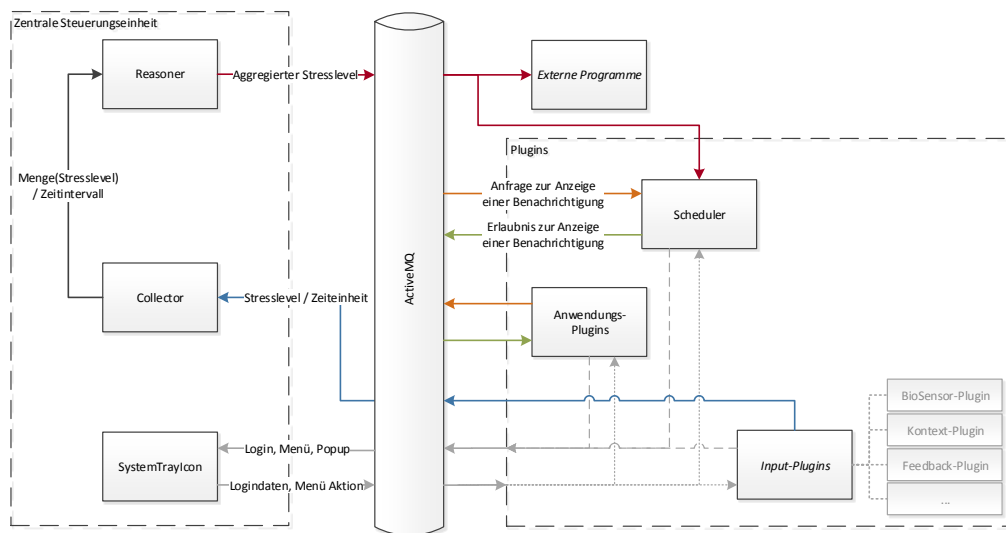 Zentrale Steuerungseinheit
Reasoner
Aggregierter Stresslevel
Externe Programme
Menge(Stresslevel)
/ Zeitintervall
Plugins
Anfrage zur Anzeige
einer Benachrichtigung
Scheduler
Erlaubnis zur Anzeige
einer Benachrichtigung
ActiveMQ
Collector
Stresslevel / Zeiteinheit
Anwendungs-
Plugins
BioSensor-Plugin
Kontext-Plugin
Feedback-Plugin
...
Input-Plugins
SystemTrayIcon
Login, Menü, Popup
Logindaten, Menü Aktion